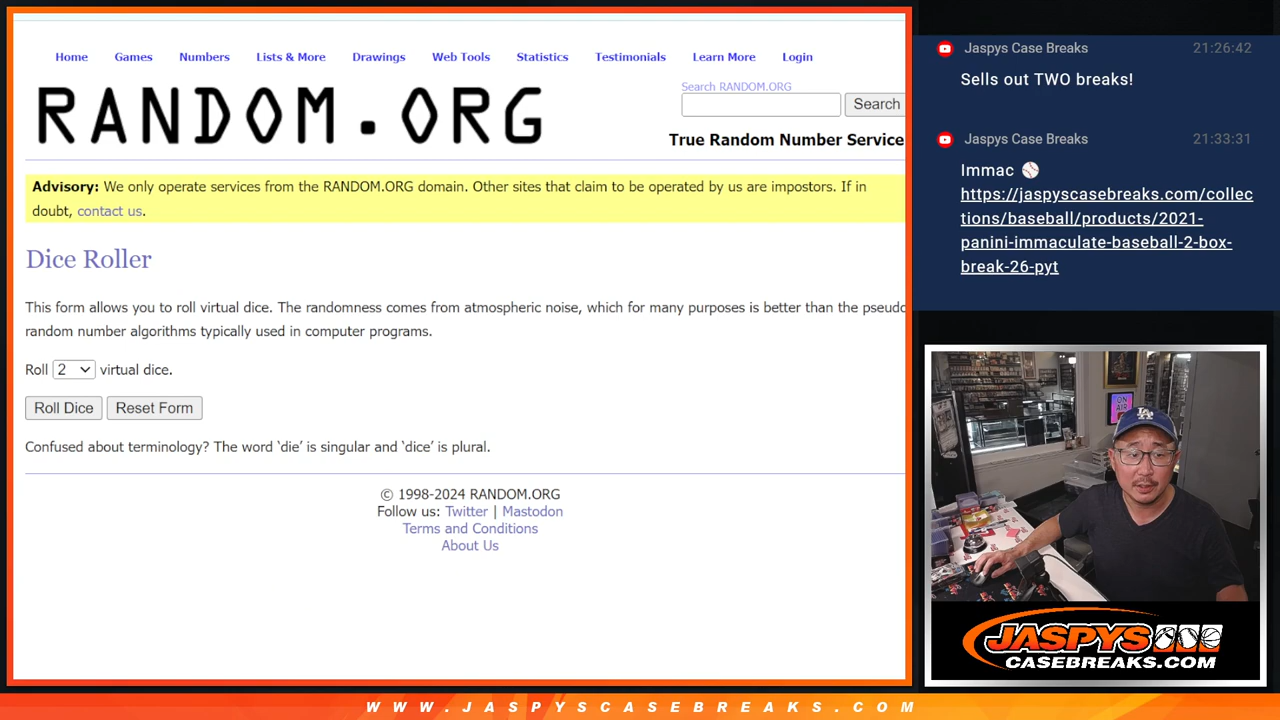 Home Games Numbers Lists & More Drawings Web Tools Statistics Testimonials Learn More Login
RANDOM.ORG
Search RANDOM.ORG
Search
True Random Number Service
Advisory: We only operate services from the RANDOM.ORG domain. Other sites that claim to be operated by us are impostors. If in
doubt, contact us.
Dice Roller
This form allows you to roll virtual dice. The randomness comes from atmospheric noise, which for many purposes is better than the pseudo
random number algorithms typically used in computer programs.
Roll 2 virtual dice.
Roll Dice Reset Form
Confused about terminology? The word ‘die’ is singular and ‘dice’ is plural.
© 1998-2024 RANDOM.ORG
Follow us: Twitter | Mastodon
Terms and Conditions
About Us
Jaspys Case Breaks 21:26:42
Sells out TWO breaks!
Jaspys Case Breaks 21:33:31
Immac
https://jaspyscasebreaks.com/collec
tions/baseball/products/2021-
panini-immaculate-baseball-2-box-
break-26-pyt
ON
AIR
LA
JASPYS
CASEBREAKS.COM
WWW.JASPYSCASEBREAKS.COM